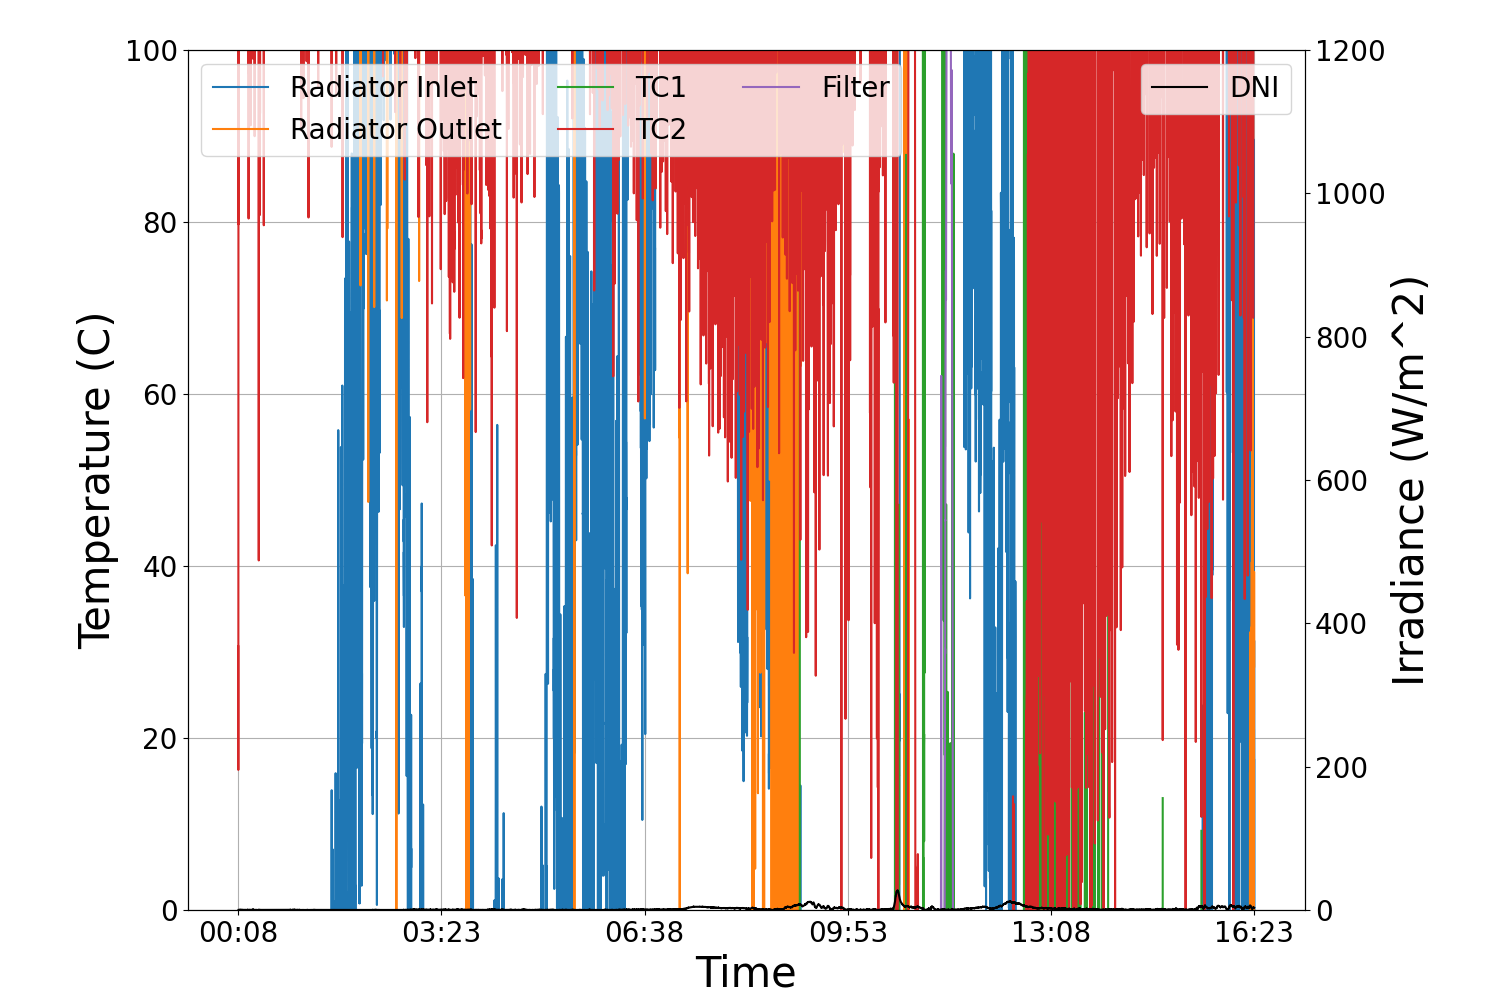 100
80
60
40
20
0
Temperature (C)
Radiator Inlet
Radiator Outlet
TC1
TC2
Filter
DNI
1200
1000
800
600
400
200
0
Irradiance (W/m^2)
00:08 03:23 06:38 09:53 13:08 16:23
Time